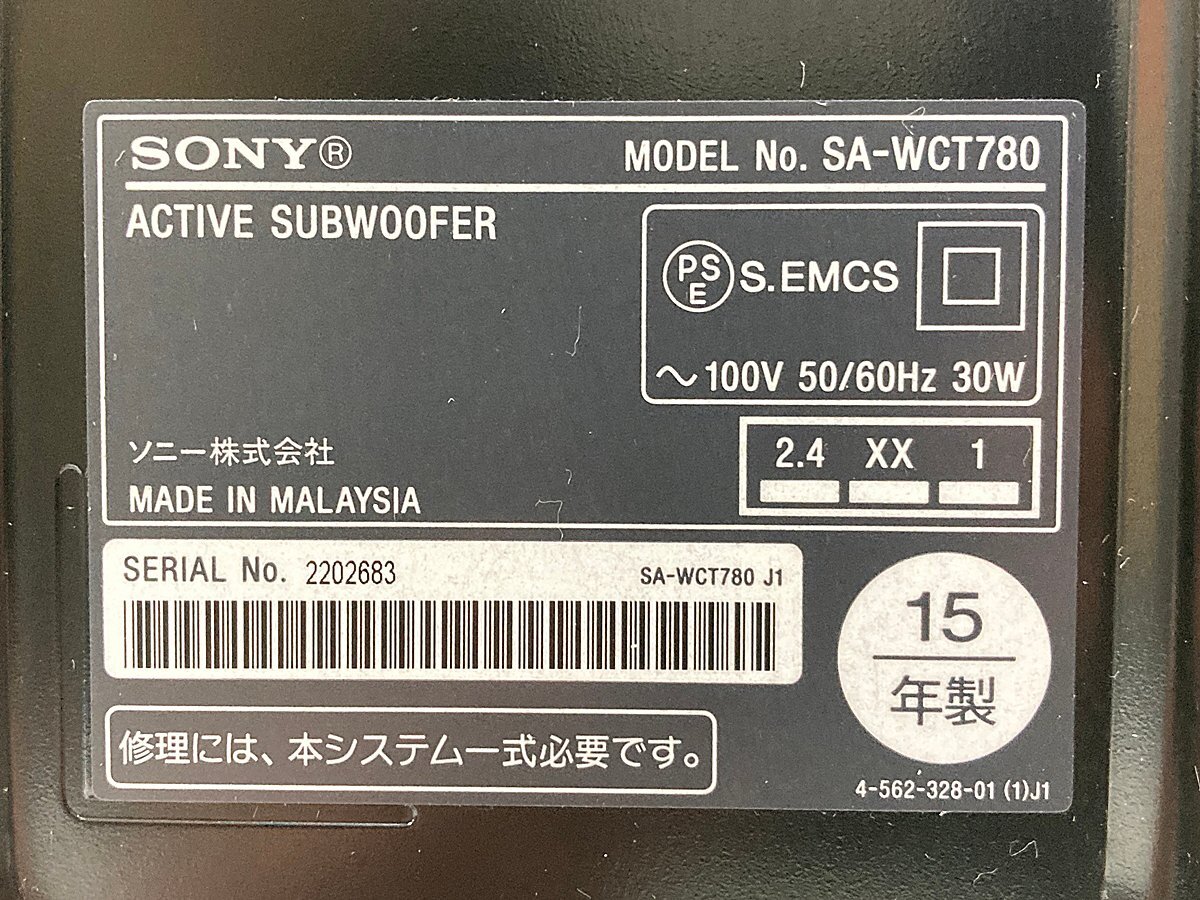 SONY®
MODEL No. SA-WCT780
ACTIVE SUBWOOFER
PSE S.EMCS
～100V 50/60Hz 30W
ソニー株式会社
MADE IN MALAYSIA
2.4 XX 1
SERIAL No. 2202683
SA-WCT780 J1
15
年製
修理には、本システム一式必要です。
4-562-328-01 (1)J1